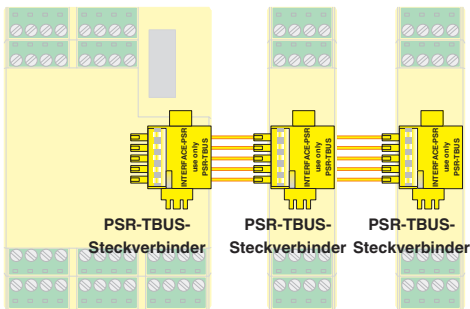 INTERFACE-PSR
use only
PSR-TBUS
INTERFACE-PSR
use only
PSR-TBUS
INTERFACE-PSR
use only
PSR-TBUS
PSR-TBUS-
Steckverbinder
PSR-TBUS-
Steckverbinder
PSR-TBUS-
Steckverbinder